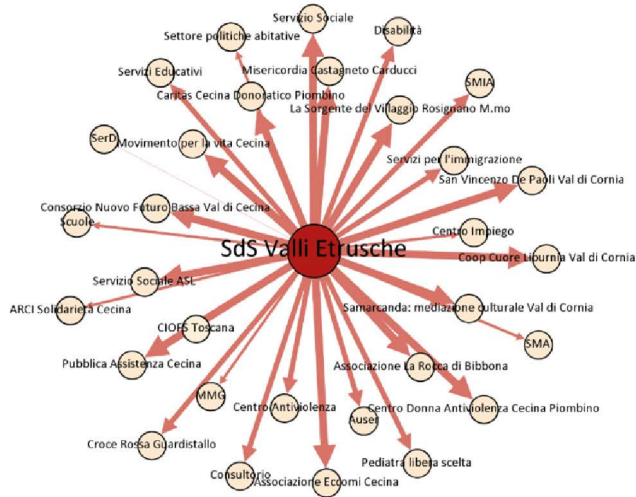 Servizio Sociale
Disabilità
Settore politiche abitative
Misericordia Castagneto Carducci
Servizi Educativi
SMIA
Caritas Cecina Donoratico Piombino
La Sorgente del Villaggio Rosignano M.mo
SerD
Movimento per la vita Cecina
Servizi per l'immigrazione
San Vincenzo De Paoli Val di Cornia
Consorzio Nuovo Futuro Bassa Val di Cecina
Scuole
Centro Impiego
SdS Valli Etrusche
Coop Cuore Liburnia Val di Cornia
Servizio Sociale ASL
ARCI Solidarietà Cecina
Samarcanda: mediazione culturale Val di Cornia
CIOFS Toscana
SMA
Pubblica Assistenza Cecina
Associazione La Rocca di Bibbona
MMG
Centro Antiviolenza
Auser
Centro Donna Antiviolenza Cecina Piombino
Croce Rossa Guardistallo
Pediatra libera scelta
Consultorio
Associazione Eccomi Cecina